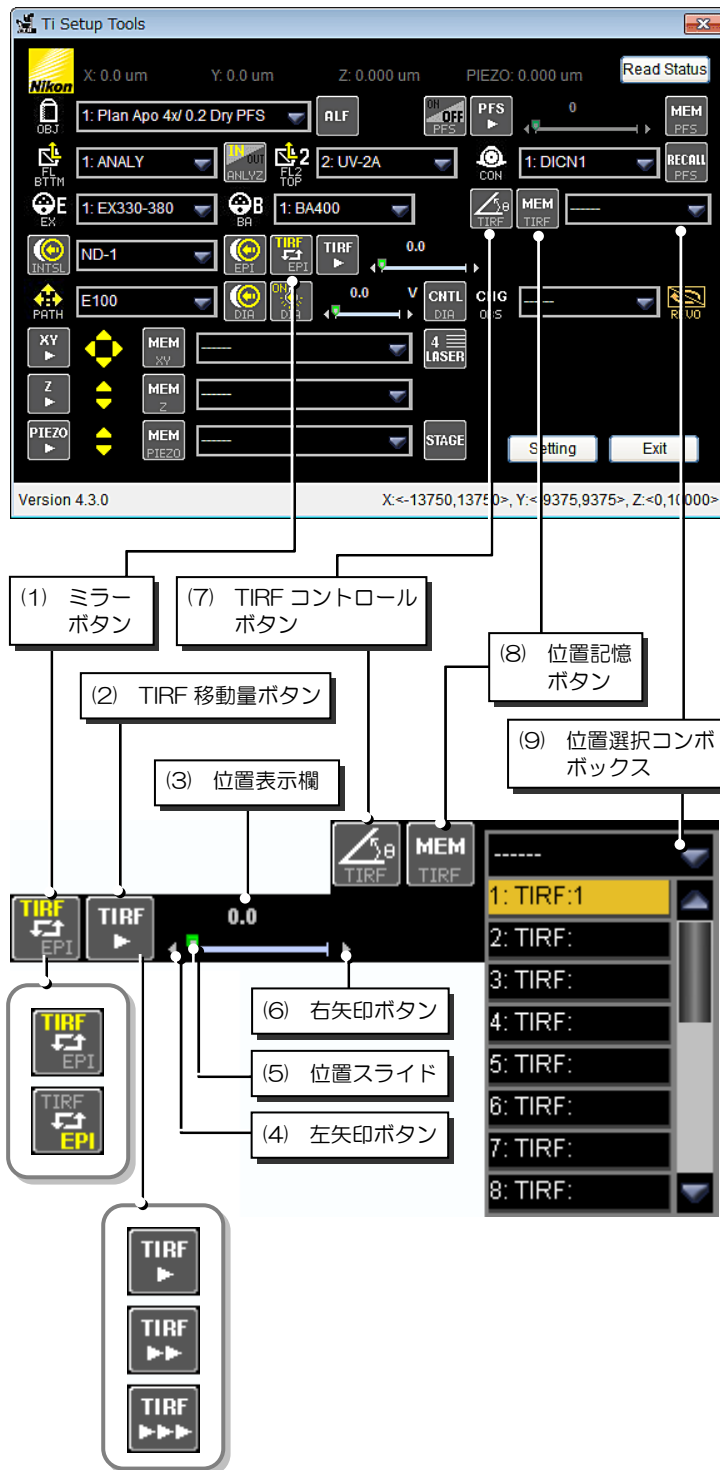 Ti Setup Tools
Nikon X: 0.0 um Y: 0.0 um Z: 0.000 um PIEZO: 0.000 um Read Status
OBJ 1: Plan Apo 4x/ 0.2 Dry PFS ALF ON OFF PFS PFS 0 MEM PFS
FL BTTM 1: ANALY IN OUT ANLYZ 2 FL2 TOP 2: UV-2A CON 1: DICN1 RECALL PFS
E EX 1: EX330-380 B BA 1: BA400 θ TIRF MEM TIRF ------
INTSL ND-1 EPI TIRF EPI TIRF 0.0
PATH E100 DIA ON DIA 0.0 V CNTL DIA CHG OBS ------ REVO
XY MEM XY ------ 4 LASER
Z MEM Z ------
PIEZO MEM PIEZO ------ STAGE Setting Exit
Version 4.3.0 X:<-13750,13750>, Y:<-9375,9375>, Z:<0,10000>
(1) ミラー
ボタン
(7) TIRF コントロール
ボタン
(8) 位置記憶
ボタン
(2) TIRF 移動量ボタン
(9) 位置選択コンボ
ボックス
(3) 位置表示欄
θ TIRF MEM TIRF ------
TIRF EPI TIRF 0.0
1: TIRF:1
2: TIRF:
3: TIRF:
4: TIRF:
5: TIRF:
6: TIRF:
7: TIRF:
8: TIRF:
(6) 右矢印ボタン
(5) 位置スライド
(4) 左矢印ボタン
TIRF
EPI
TIRF
EPI
TIRF
TIRF
TIRF